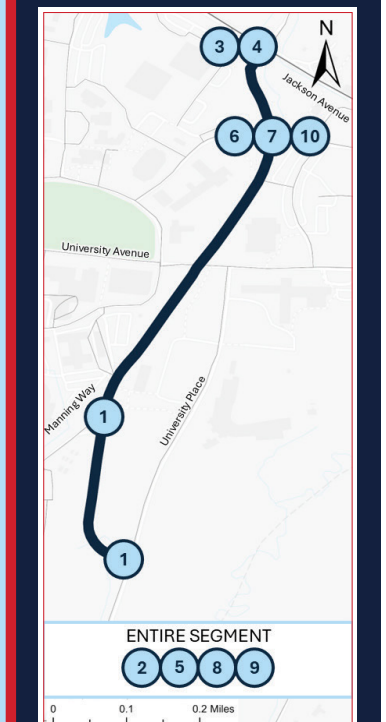 N
3 4
Jackson Avenue
6 7 10
University Avenue
Manning Way
1
University Place
1
ENTIRE SEGMENT
2 5 8 9
0 0.1 0.2 Miles